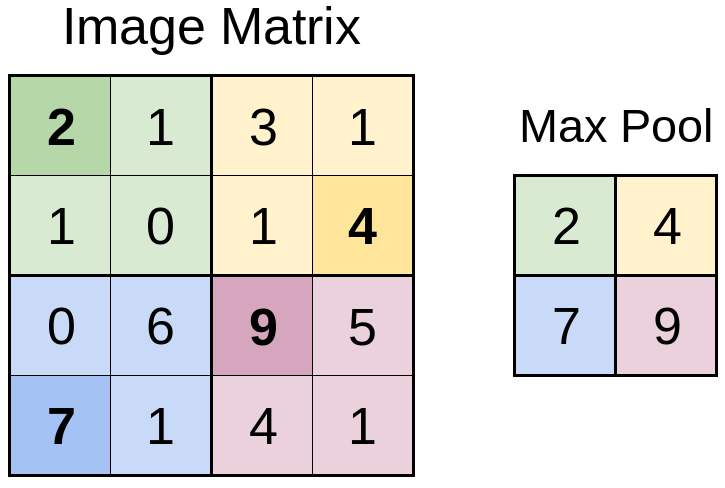 Image Matrix
2 1 3 1
1 0 1 4
0 6 9 5
7 1 4 1
Max Pool
2 4
7 9